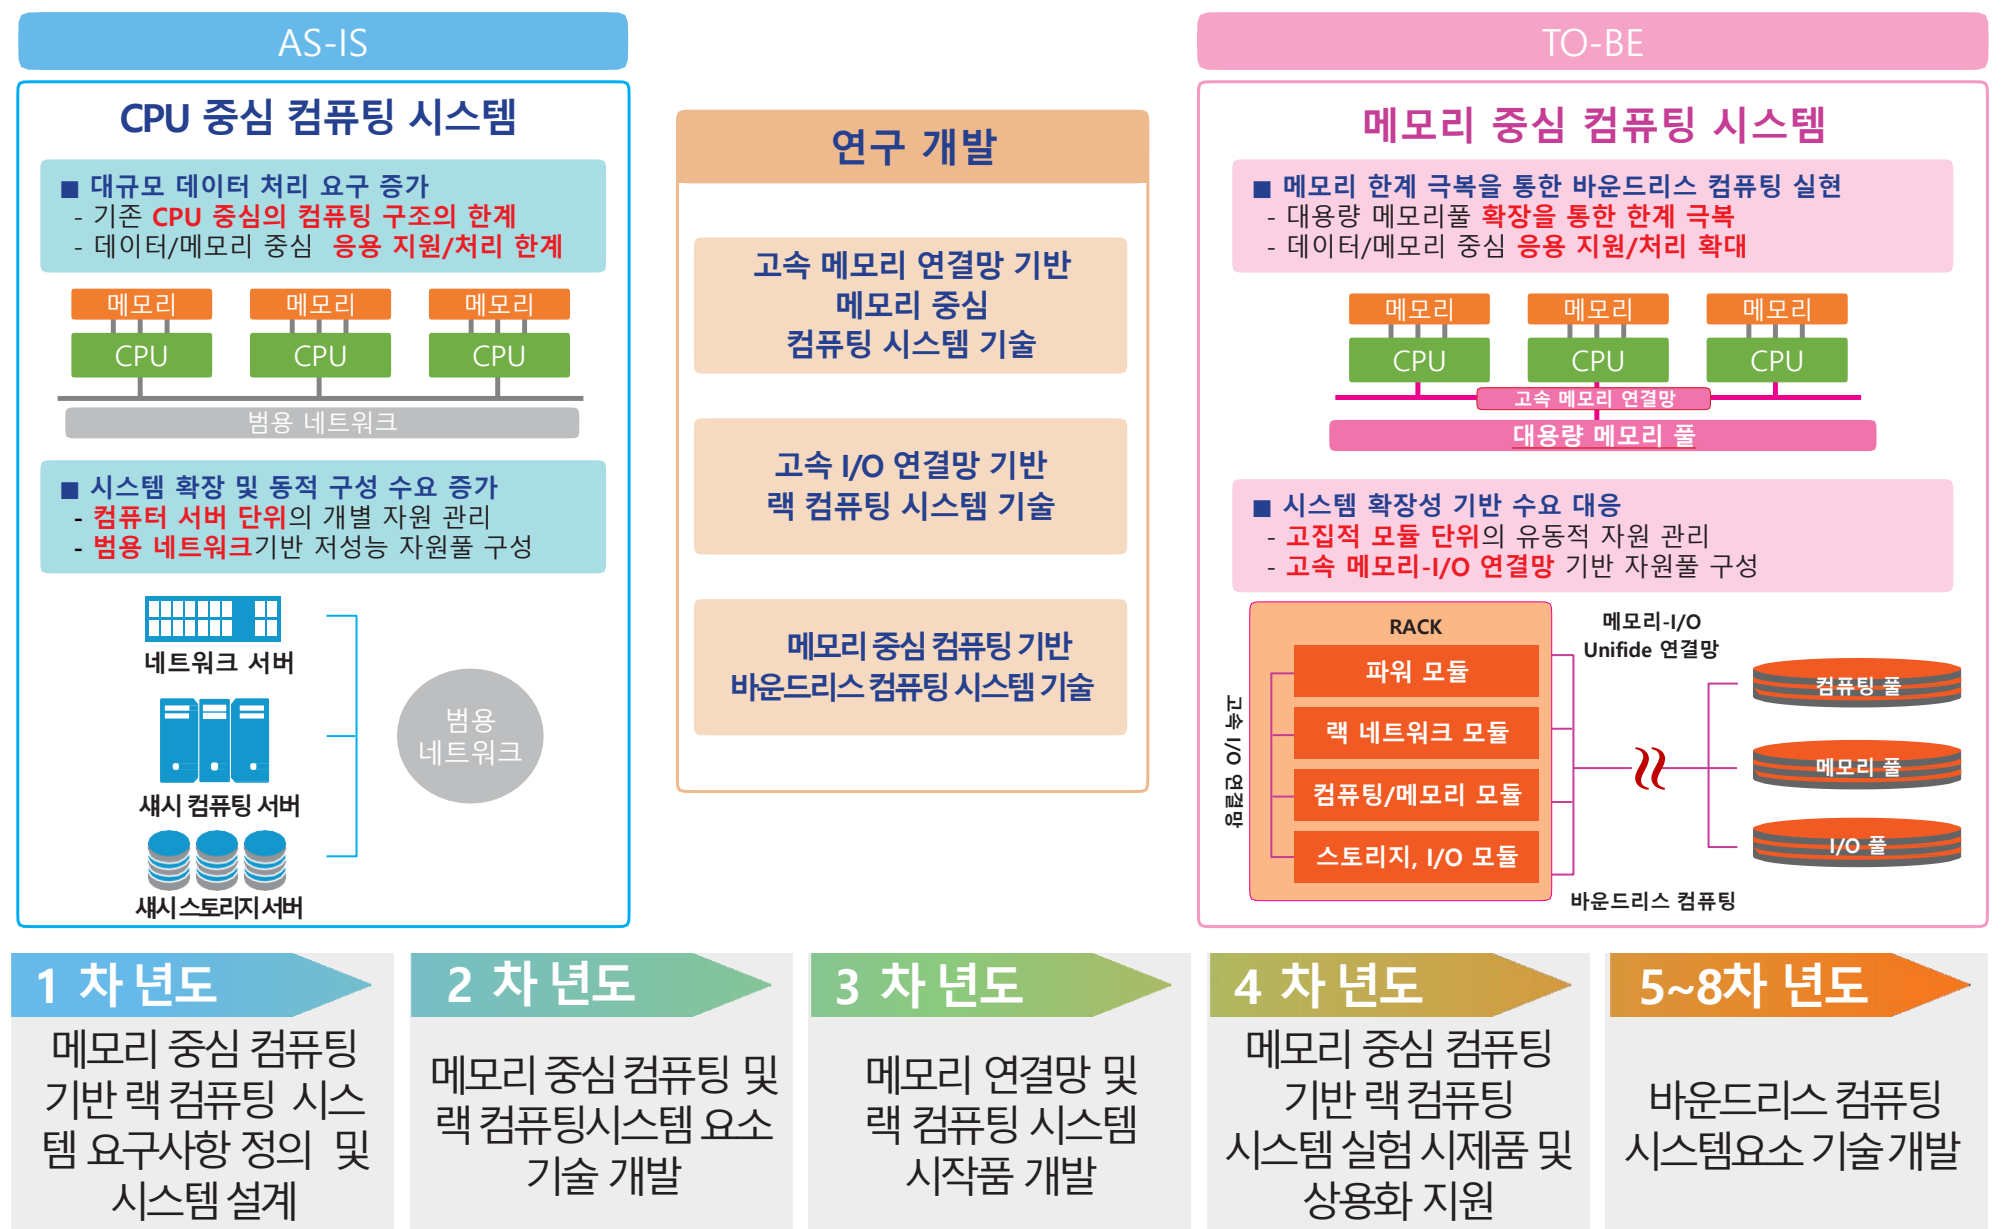 AS-IS
CPU 중심 컴퓨팅 시스템
■ 대규모 데이터 처리 요구 증가
- 기존 CPU 중심의 컴퓨팅 구조의 한계
- 데이터/메모리 중심 응용 지원/처리 한계
메모리 메모리 메모리
CPU CPU CPU
범용 네트워크
■ 시스템 확장 및 동적 구성 수요 증가
- 컴퓨터 서버 단위의 개별 자원 관리
- 범용 네트워크기반 저성능 자원풀 구성
네트워크 서버
섀시 컴퓨팅 서버
섀시 스토리지 서버
범용
네트워크
연구 개발
고속 메모리 연결망 기반
메모리 중심
컴퓨팅 시스템 기술
고속 I/O 연결망 기반
랙 컴퓨팅 시스템 기술
메모리 중심 컴퓨팅 기반
바운드리스 컴퓨팅 시스템 기술
TO-BE
메모리 중심 컴퓨팅 시스템
■ 메모리 한계 극복을 통한 바운드리스 컴퓨팅 실현
- 대용량 메모리풀 확장을 통한 한계 극복
- 데이터/메모리 중심 응용 지원/처리 확대
메모리 메모리 메모리
CPU CPU CPU
고속 메모리 연결망
대용량 메모리 풀
■ 시스템 확장성 기반 수요 대응
- 고집적 모듈 단위의 유동적 자원 관리
- 고속 메모리-I/O 연결망 기반 자원풀 구성
고속 I/O 연결망
RACK
파워 모듈
랙 네트워크 모듈
컴퓨팅/메모리 모듈
스토리지, I/O 모듈
메모리-I/O
Unifide 연결망
컴퓨팅 풀
메모리 풀
I/O 풀
바운드리스 컴퓨팅
1 차 년도
메모리 중심 컴퓨팅
기반 랙 컴퓨팅 시스
템 요구사항 정의 및
시스템 설계
2 차 년도
메모리 중심 컴퓨팅 및
랙 컴퓨팅시스템 요소
기술 개발
3 차 년도
메모리 연결망 및
랙 컴퓨팅 시스템
시작품 개발
4 차 년도
메모리 중심 컴퓨팅
기반 랙 컴퓨팅
시스템 실험 시제품 및
상용화 지원
5~8차 년도
바운드리스 컴퓨팅
시스템요소 기술 개발